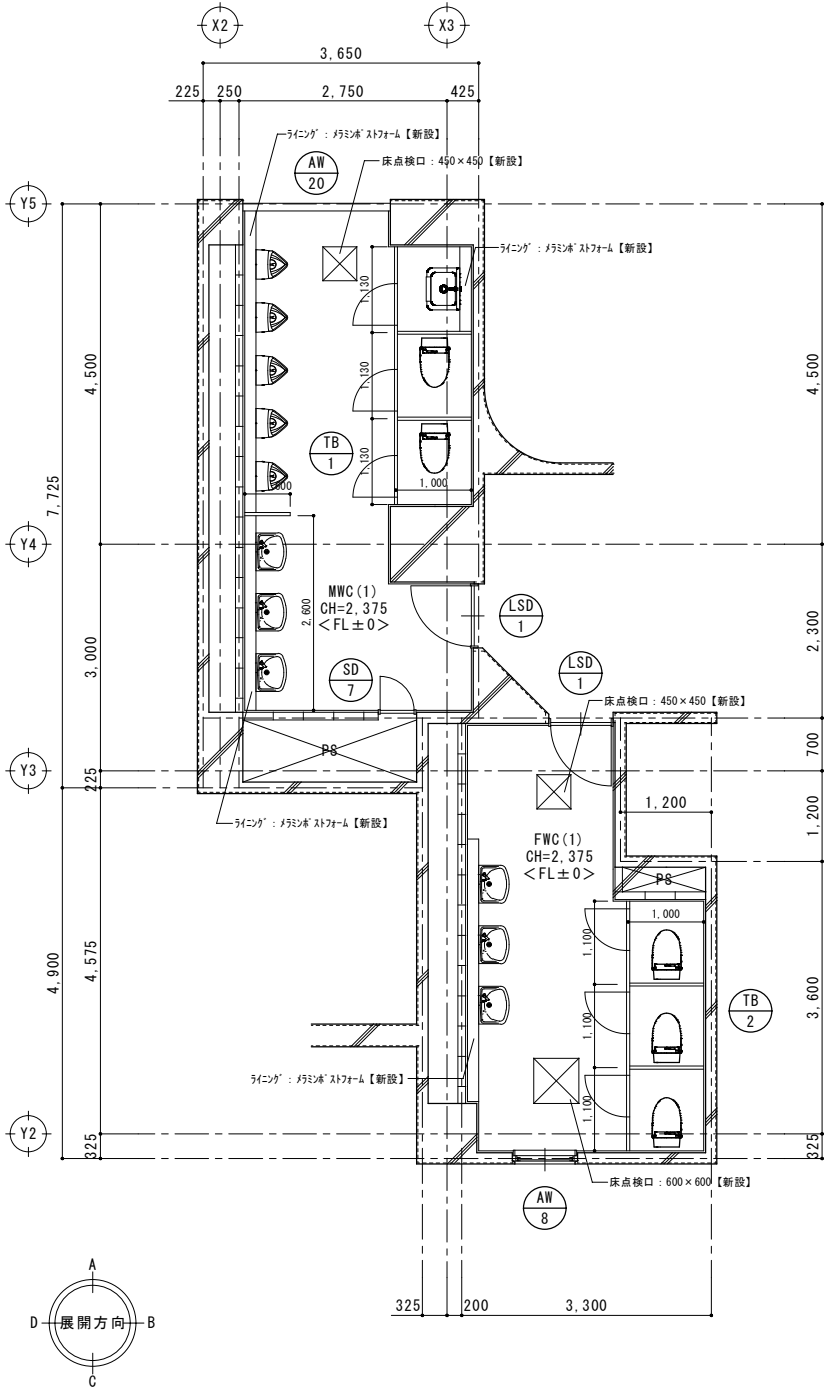 X2
X3
3,650
225
250
2,750
425
ﾗｲﾆﾝｸﾞ：ﾒﾗﾐﾝﾎﾟｽﾄﾌｫｰﾑ【新設】
AW
20
床点検口：450×450【新設】
Y5
ﾗｲﾆﾝｸﾞ：ﾒﾗﾐﾝﾎﾟｽﾄﾌｫｰﾑ【新設】
1,130
4,500
4,500
1,130
TB
1
1,130
7,725
1,000
Y4
MWC(1)
CH=2,375
＜FL±0＞
2,600
LSD
1
2,300
3,000
SD
7
LSD
1
床点検口：450×450【新設】
PS
700
Y3
225
1,200
1,200
ﾗｲﾆﾝｸﾞ：ﾒﾗﾐﾝﾎﾟｽﾄﾌｫｰﾑ【新設】
FWC(1)
CH=2,375
＜FL±0＞
PS
1,000
1,100
4,900
4,575
1,100
TB
2
3,600
ﾗｲﾆﾝｸﾞ：ﾒﾗﾐﾝﾎﾟｽﾄﾌｫｰﾑ【新設】
1,100
Y2
325
325
床点検口：600×600【新設】
AW
8
A
D
展開方向
B
C
325
200
3,300